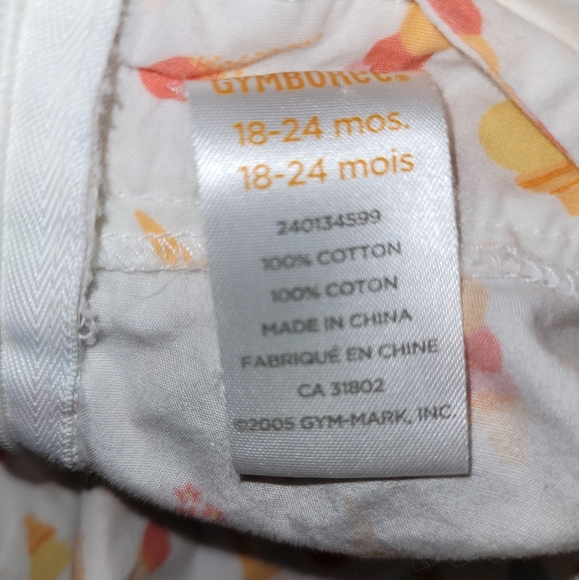 GYMBOREE®
18-24 mos.
18-24 mois
240134599
100% COTTON
100% COTON
MADE IN CHINA
FABRIQUÉ EN CHINE
CA 31802
©2005 GYM-MARK, INC.